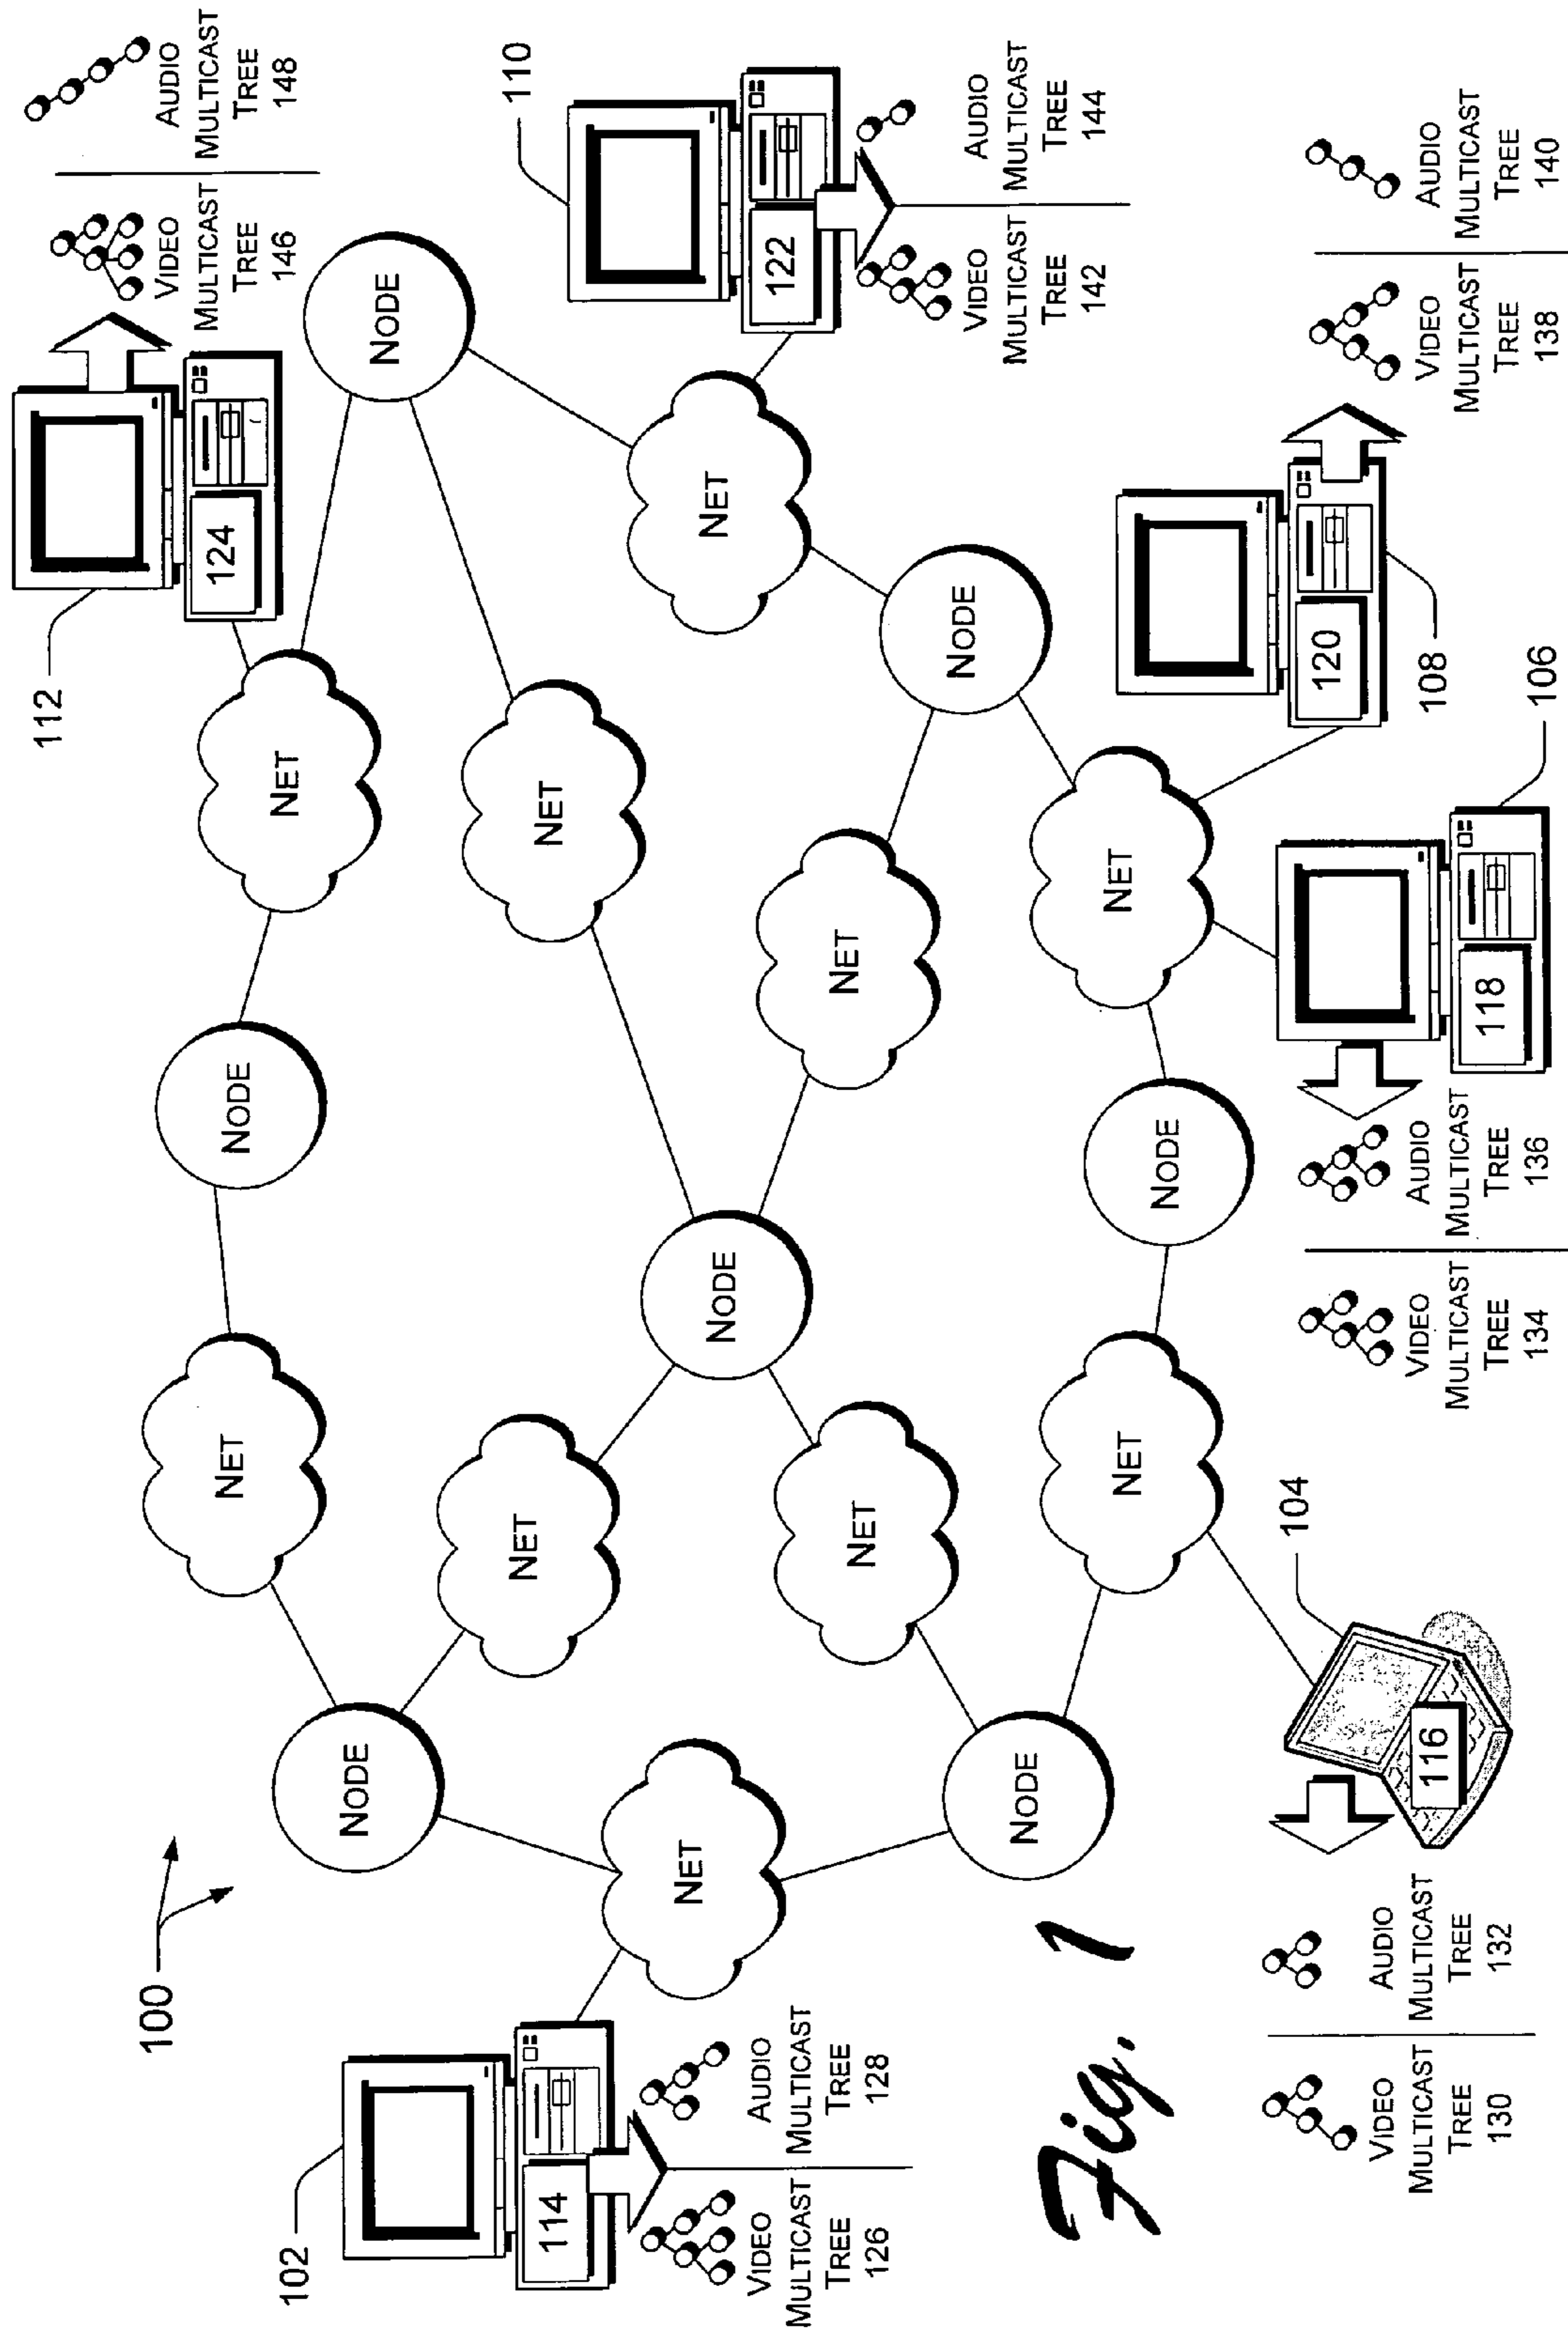 100
102
114
VIDEO
MULTICAST
TREE
126
AUDIO
MULTICAST
TREE
128
NODE
NET
NODE
NET
NET
NET
NODE
NODE
NET
NET
NET
NODE
112
124
VIDEO
MULTICAST
TREE
146
AUDIO
MULTICAST
TREE
148
NET
NODE
110
122
VIDEO
MULTICAST
TREE
142
AUDIO
MULTICAST
TREE
144
NET
NODE
NET
Fig. 1
VIDEO
MULTICAST
TREE
130
AUDIO
MULTICAST
TREE
132
116
104
VIDEO
MULTICAST
TREE
134
AUDIO
MULTICAST
TREE
136
118
106
120
108
VIDEO
MULTICAST
TREE
138
AUDIO
MULTICAST
TREE
140